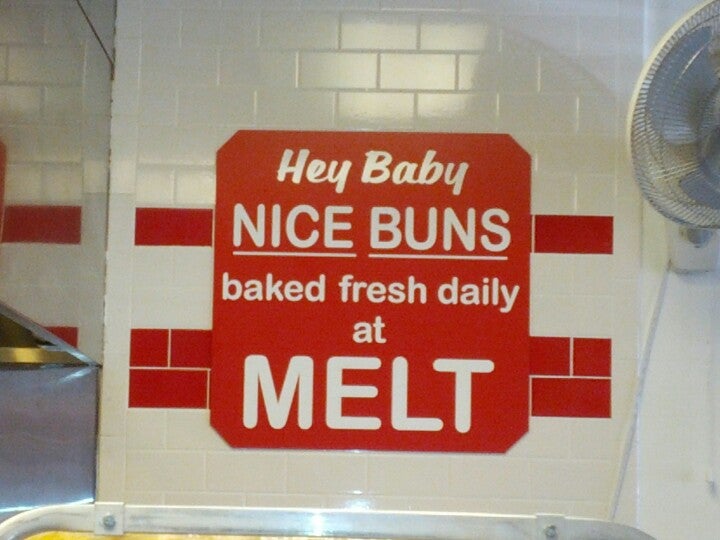 Hey Baby
NICE BUNS
baked fresh daily
at
MELT